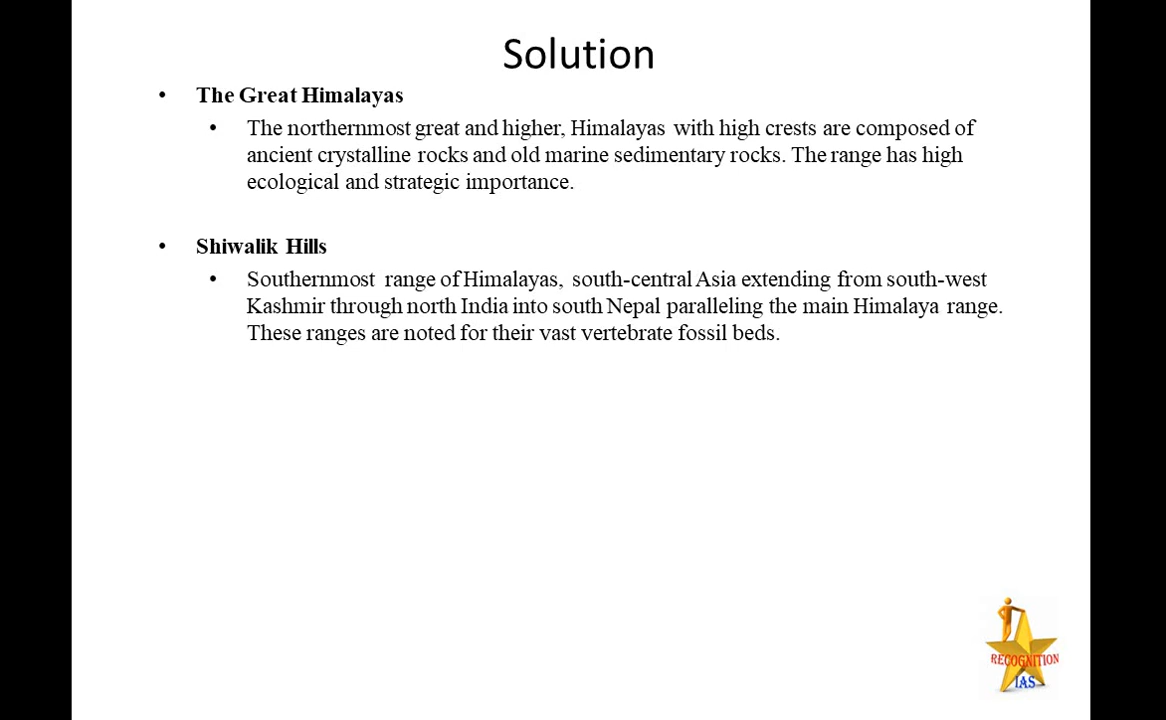 Solution
• The Great Himalayas
• The northernmost great and higher, Himalayas with high crests are composed of
ancient crystalline rocks and old marine sedimentary rocks. The range has high
ecological and strategic importance.
• Shiwalik Hills
• Southernmost range of Himalayas, south-central Asia extending from south-west
Kashmir through north India into south Nepal paralleling the main Himalaya range.
These ranges are noted for their vast vertebrate fossil beds.
RECOGNITION
IAS